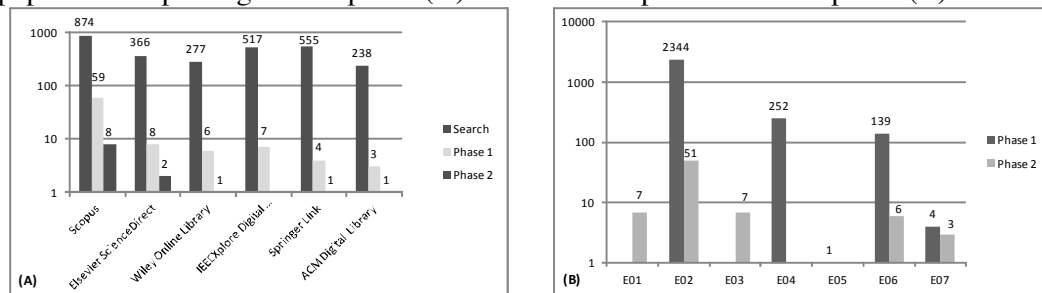 874
59
8
366
8
2
277
6
1
517
7
555
4
1
238
3
1
1000
100
10
1
Scopus
Elsevier ScienceDirect
Wiley Online Library
IEEEXplore Digital ...
Springer Link
ACM Digital Library
Search
Phase 1
Phase 2
(A)
10000
1000
100
10
1
7
2344
51
7
252
1
139
6
4
3
E01
E02
E03
E04
E05
E06
E07
Phase 1
Phase 2
(B)